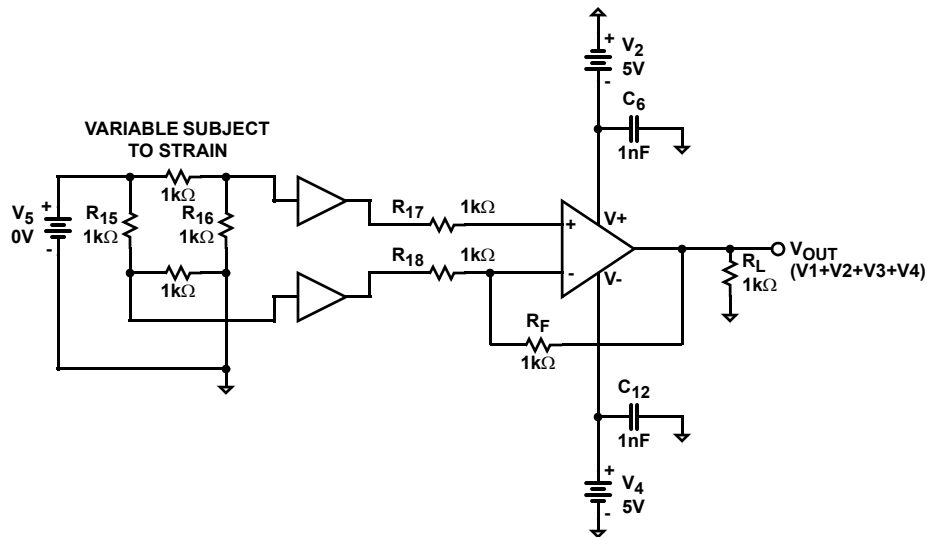 +
V2
5V
-
C6
1nF
VARIABLE SUBJECT
TO STRAIN
1kΩ
V5
0V
+
-
R15
1kΩ
R16
1kΩ
1kΩ
R17
1kΩ
R18
1kΩ
+
-
V+
V-
RF
1kΩ
VOUT
(V1+V2+V3+V4)
RL
1kΩ
C12
1nF
+
V4
5V
-